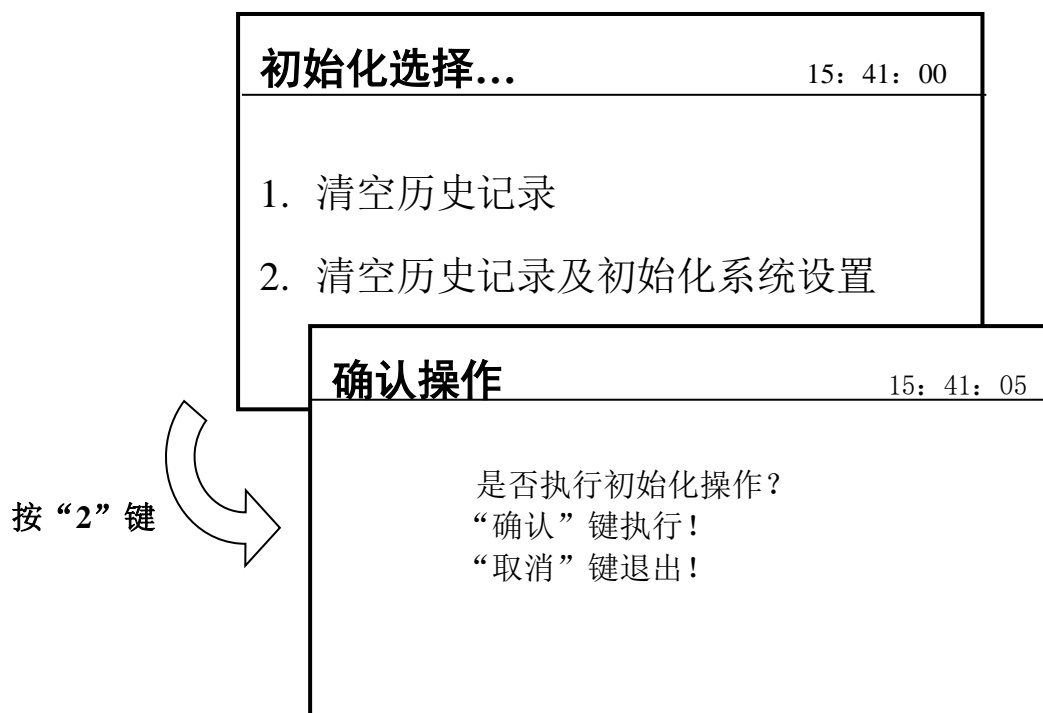 初始化选择... 15：41：00
1. 清空历史记录
2. 清空历史记录及初始化系统设置
确认操作 15：41：05
按“2”键
是否执行初始化操作？
“确认”键执行！
“取消”键退出！